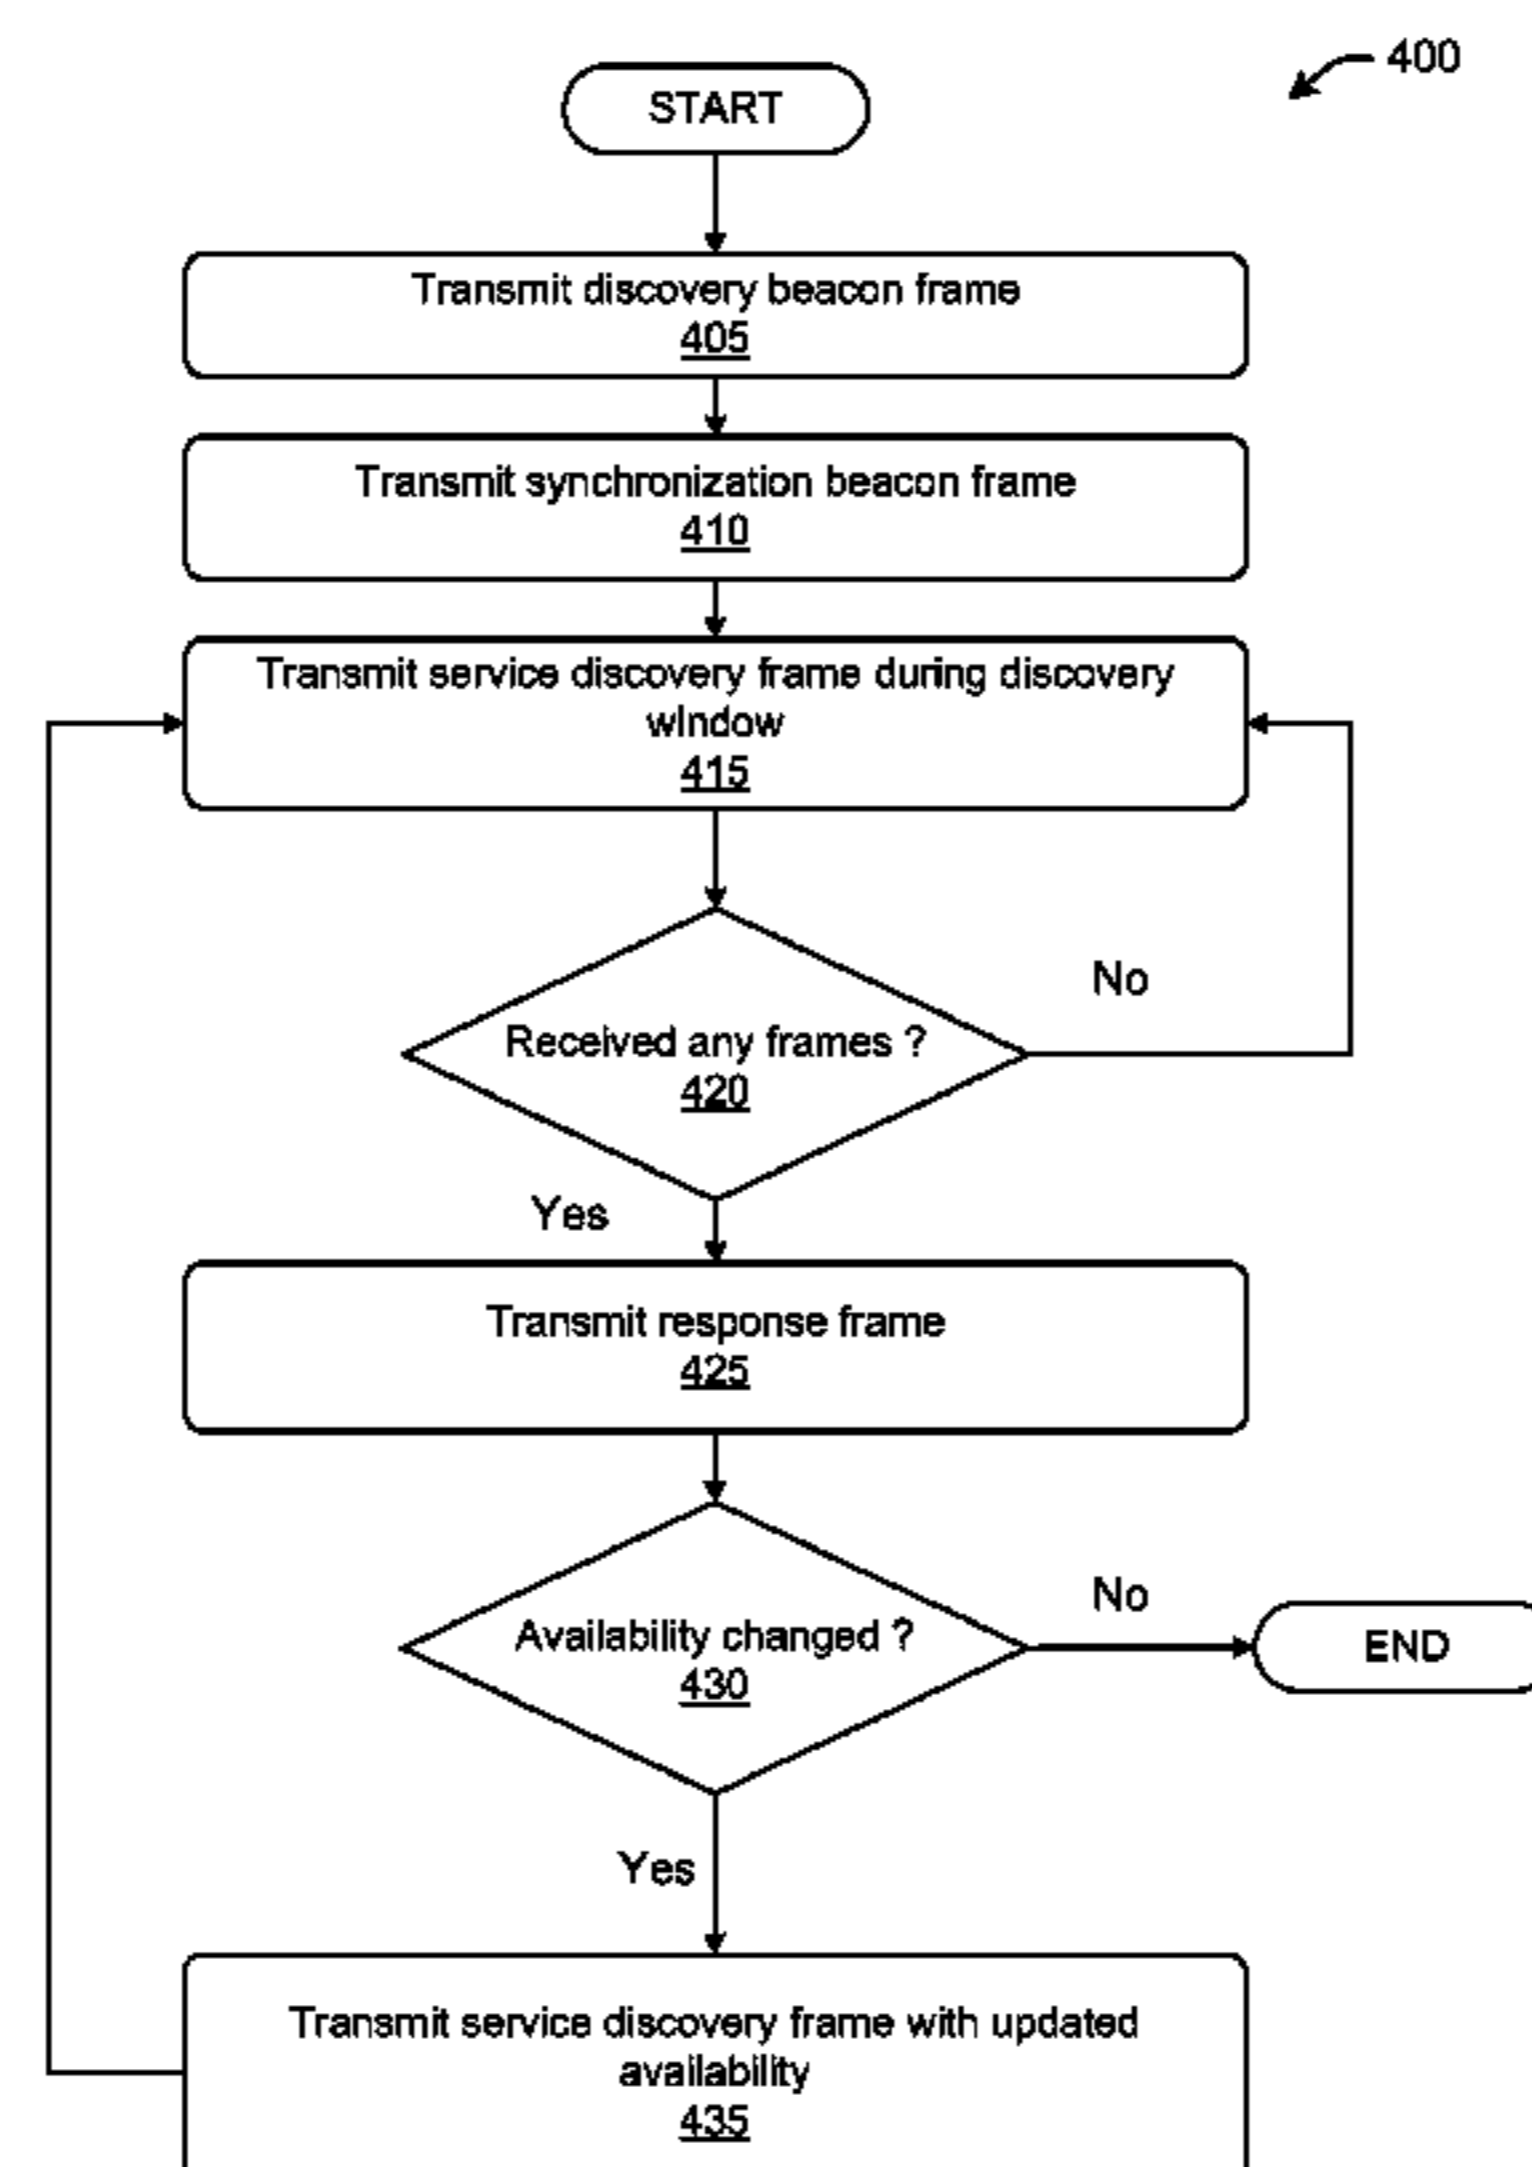 400
START
Transmit discovery beacon frame
405
Transmit synchronization beacon frame
410
Transmit service discovery frame during discovery
window
415
No
Received any frames ?
420
Yes
Transmit response frame
425
No
Availability changed ?
430
END
Yes
Transmit service discovery frame with updated
availability
435